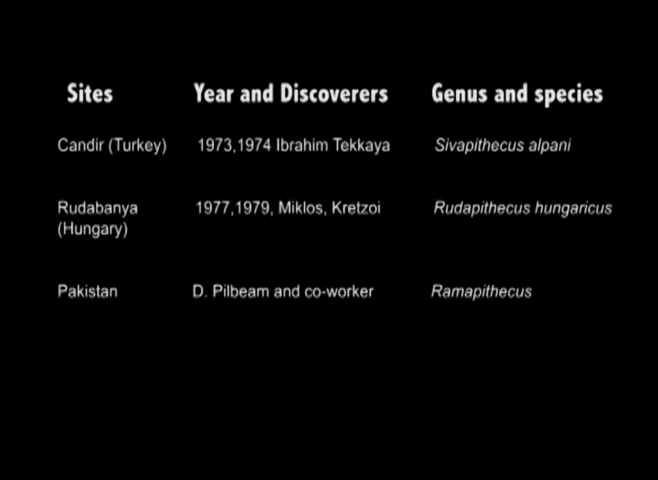 Sites Year and Discoverers Genus and species
Candir (Turkey) 1973,1974 Ibrahim Tekkaya Sivapithecus alpani
Rudabanya 1977,1979, Miklos, Kretzoi Rudapithecus hungaricus
(Hungary)
Pakistan D. Pilbeam and co-worker Ramapithecus